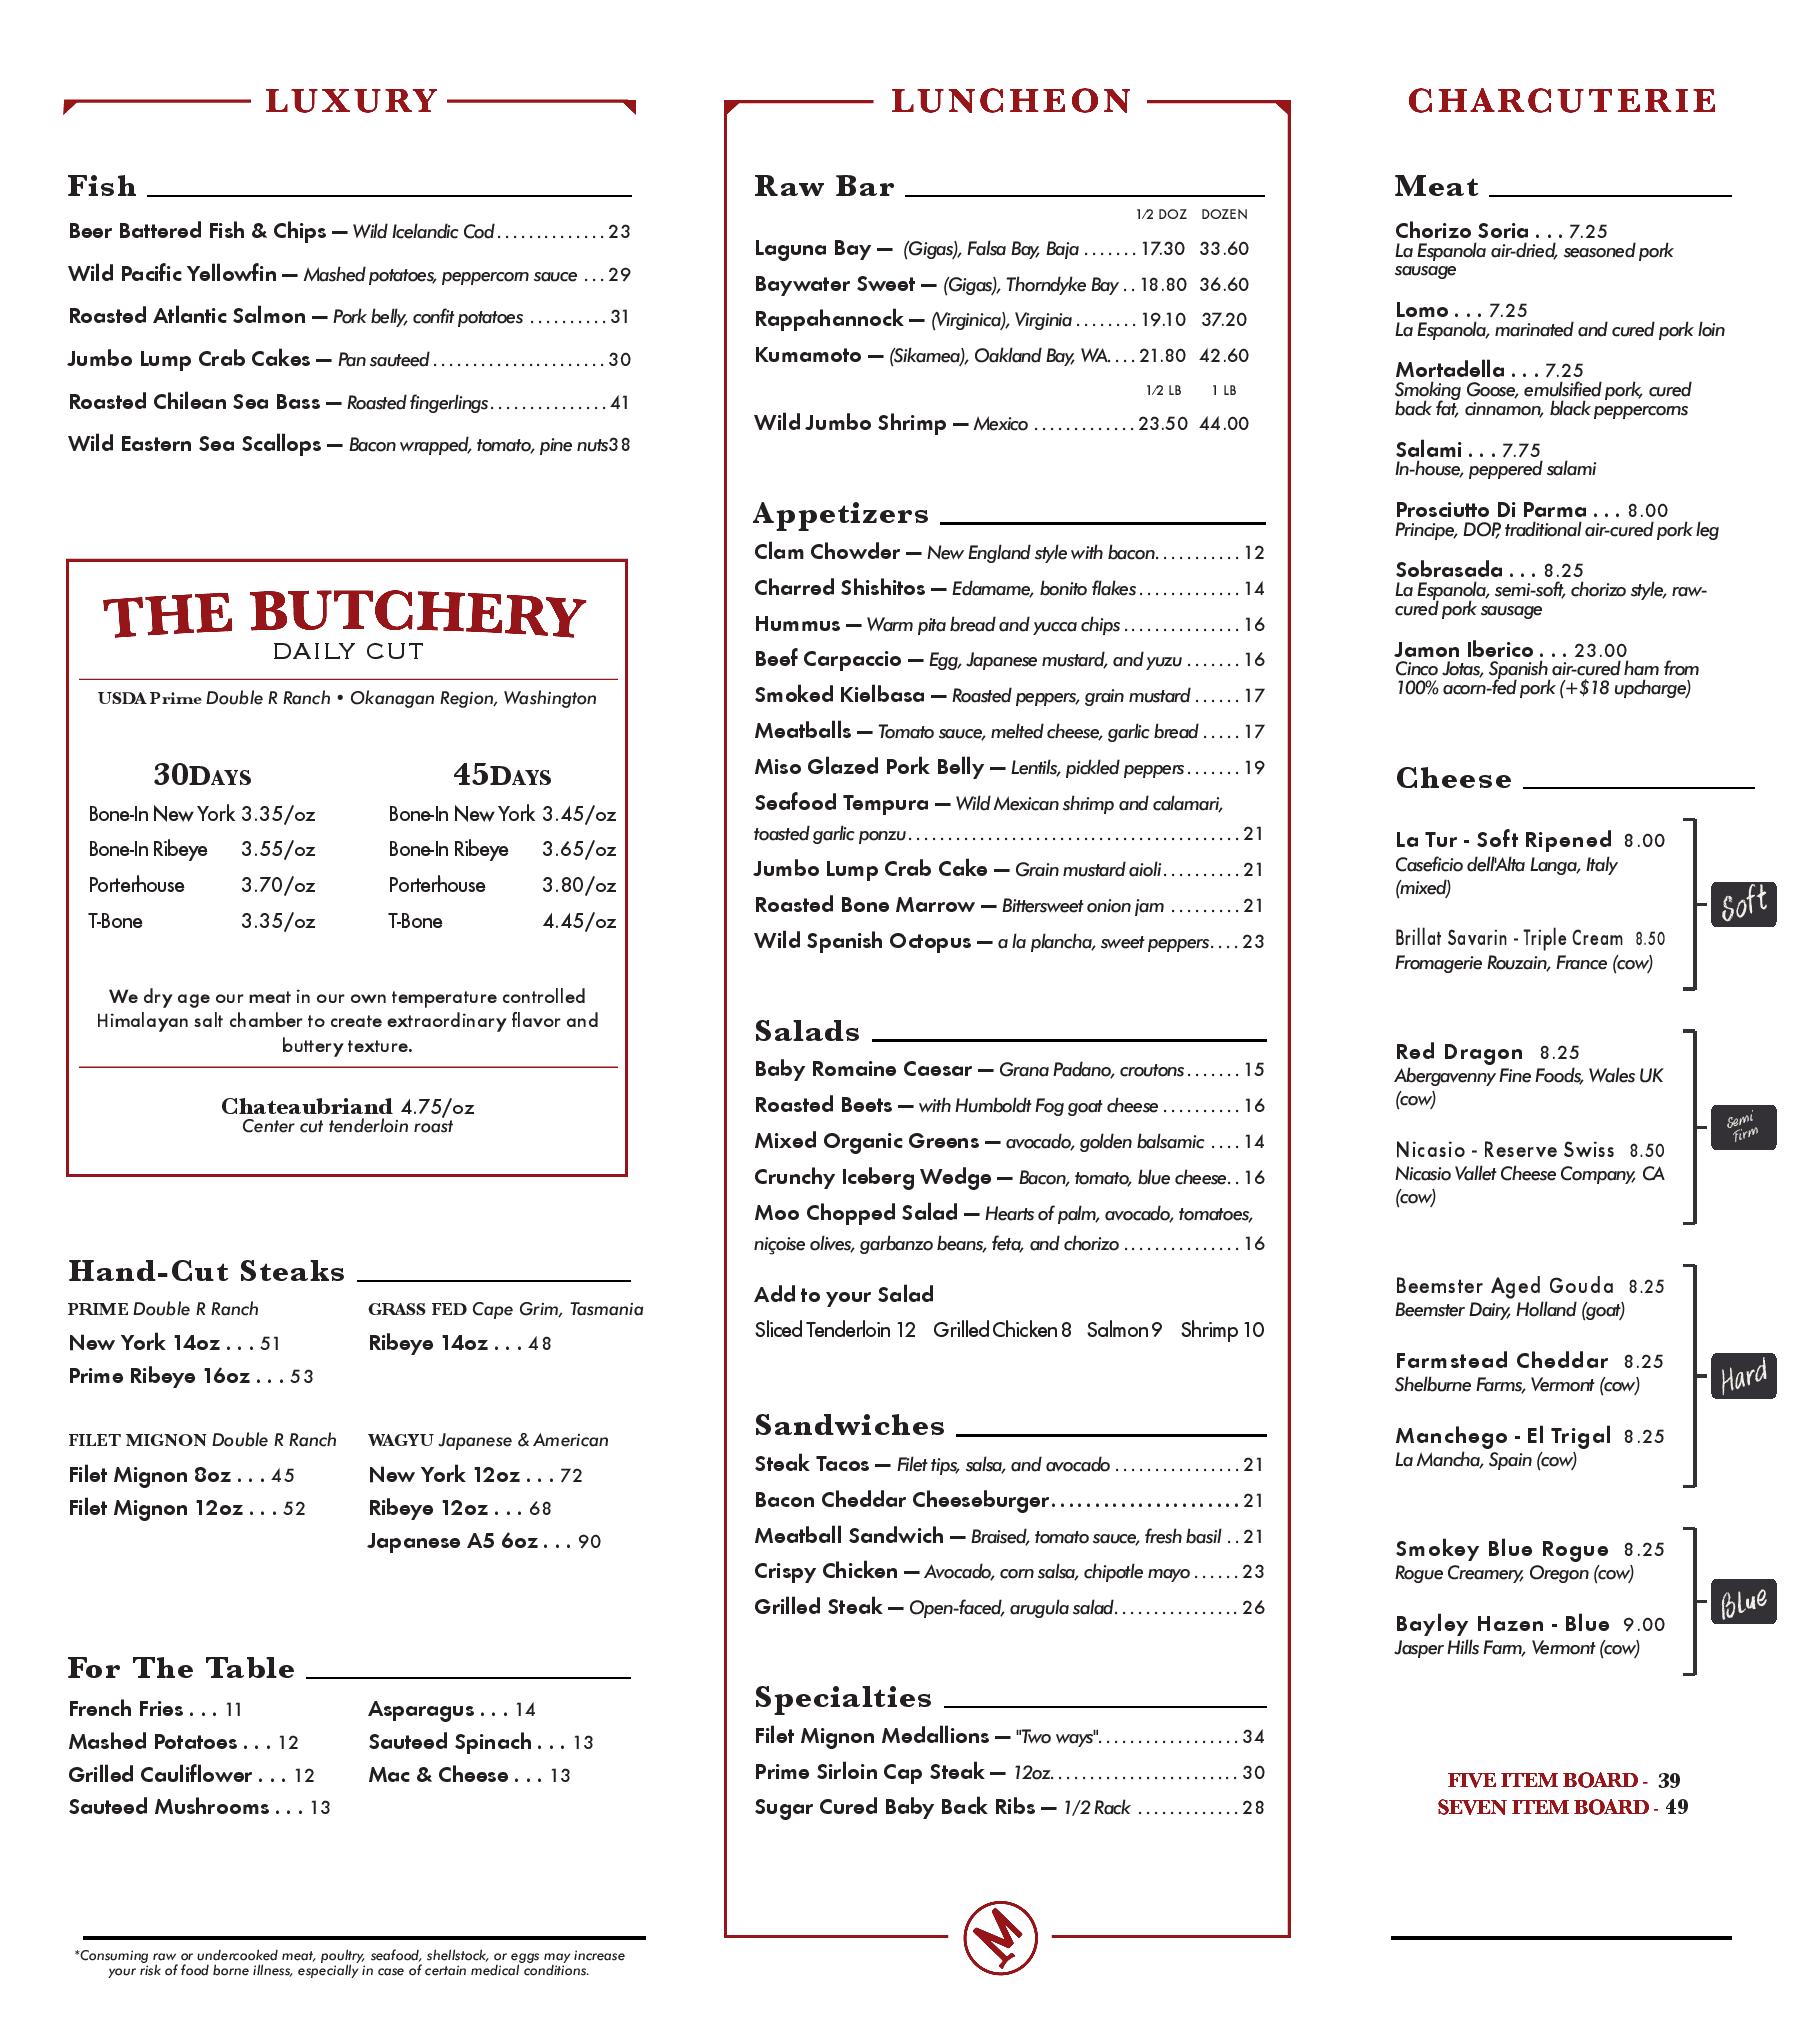 LUXURY
Fish
Beer Battered Fish & Chips — Wild Icelandic Cod..............23
Wild Pacific Yellowfin — Mashed potatoes, peppercorn sauce ...29
Roasted Atlantic Salmon — Pork belly, confit potatoes ..........31
Jumbo Lump Crab Cakes — Pan sauteed ......................30
Roasted Chilean Sea Bass — Roasted fingerlings...............41
Wild Eastern Sea Scallops — Bacon wrapped, tomato, pine nuts38
THE BUTCHERY
DAILY CUT
USDA Prime Double R Ranch • Okanagan Region, Washington
30DAYS
Bone-In New York 3.35/oz
Bone-In Ribeye 3.55/oz
Porterhouse 3.70/oz
T-Bone 3.35/oz
45DAYS
Bone-In New York 3.45/oz
Bone-In Ribeye 3.65/oz
Porterhouse 3.80/oz
T-Bone 4.45/oz
We dry age our meat in our own temperature controlled
Himalayan salt chamber to create extraordinary flavor and
buttery texture.
Chateaubriand 4.75/oz
Center cut tenderloin roast
Hand-Cut Steaks
PRIME Double R Ranch
New York 14oz . . . 51
Prime Ribeye 16oz . . . 53
GRASS FED Cape Grim, Tasmania
Ribeye 14oz . . . 48
FILET MIGNON Double R Ranch
Filet Mignon 8oz . . . 45
Filet Mignon 12oz . . . 52
WAGYU Japanese & American
New York 12oz . . . 72
Ribeye 12oz . . . 68
Japanese A5 6oz . . . 90
For The Table
French Fries . . . 11
Mashed Potatoes . . . 12
Grilled Cauliflower . . . 12
Sauteed Mushrooms . . . 13
Asparagus . . . 14
Sauteed Spinach . . . 13
Mac & Cheese . . . 13
*Consuming raw or undercooked meat, poultry, seafood, shellstock, or eggs may increase
your risk of food borne illness, especially in case of certain medical conditions.
LUNCHEON
Raw Bar
1/2 DOZ DOZEN
Laguna Bay — (Gigas), Falsa Bay, Baja .......17.30 33.60
Baywater Sweet — (Gigas), Thorndyke Bay ..18.80 36.60
Rappahannock — (Virginica), Virginia ........19.10 37.20
Kumamoto — (Sikamea), Oakland Bay, WA....21.80 42.60
1/2 LB 1 LB
Wild Jumbo Shrimp — Mexico .............23.50 44.00
Appetizers
Clam Chowder — New England style with bacon...........12
Charred Shishitos — Edamame, bonito flakes.............14
Hummus — Warm pita bread and yucca chips ...............16
Beef Carpaccio — Egg, Japanese mustard, and yuzu .......16
Smoked Kielbasa — Roasted peppers, grain mustard ......17
Meatballs — Tomato sauce, melted cheese, garlic bread .....17
Miso Glazed Pork Belly — Lentils, pickled peppers.......19
Seafood Tempura — Wild Mexican shrimp and calamari,
toasted garlic ponzu...........................................21
Jumbo Lump Crab Cake — Grain mustard aioli..........21
Roasted Bone Marrow — Bittersweet onion jam .........21
Wild Spanish Octopus — a la plancha, sweet peppers....23
Salads
Baby Romaine Caesar — Grana Padano, croutons.......15
Roasted Beets — with Humboldt Fog goat cheese ..........16
Mixed Organic Greens — avocado, golden balsamic ....14
Crunchy Iceberg Wedge — Bacon, tomato, blue cheese..16
Moo Chopped Salad — Hearts of palm, avocado, tomatoes,
niçoise olives, garbanzo beans, feta, and chorizo ...............16
Add to your Salad
Sliced Tenderloin 12 Grilled Chicken 8 Salmon 9 Shrimp 10
Sandwiches
Steak Tacos — Filet tips, salsa, and avocado ................21
Bacon Cheddar Cheeseburger......................21
Meatball Sandwich — Braised, tomato sauce, fresh basil ..21
Crispy Chicken — Avocado, corn salsa, chipotle mayo ......23
Grilled Steak — Open-faced, arugula salad................26
Specialties
Filet Mignon Medallions — "Two ways".................34
Prime Sirloin Cap Steak — 12oz.......................30
Sugar Cured Baby Back Ribs — 1/2 Rack .............28
M
CHARCUTERIE
Meat
Chorizo Soria . . . 7.25
La Espanola air-dried, seasoned pork
sausage
Lomo . . . 7.25
La Espanola, marinated and cured pork loin
Mortadella . . . 7.25
Smoking Goose, emulsified pork, cured
back fat, cinnamon, black peppercorns
Salami . . . 7.75
In-house, peppered salami
Prosciutto Di Parma . . . 8.00
Principe, DOP, traditional air-cured pork leg
Sobrasada . . . 8.25
La Espanola, semi-soft, chorizo style, raw-
cured pork sausage
Jamon Iberico . . . 23.00
Cinco Jotas, Spanish air-cured ham from
100% acorn-fed pork (+$18 upcharge)
Cheese
La Tur - Soft Ripened 8.00
Caseficio dell'Alta Langa, Italy
(mixed)
Brillat Savarin - Triple Cream 8.50
Fromagerie Rouzain, France (cow)
Soft
Red Dragon 8.25
Abergavenny Fine Foods, Wales UK
(cow)
Nicasio - Reserve Swiss 8.50
Nicasio Vallet Cheese Company, CA
(cow)
Semi
Firm
Beemster Aged Gouda 8.25
Beemster Dairy, Holland (goat)
Farmstead Cheddar 8.25
Shelburne Farms, Vermont (cow)
Manchego - El Trigal 8.25
La Mancha, Spain (cow)
Hard
Smokey Blue Rogue 8.25
Rogue Creamery, Oregon (cow)
Bayley Hazen - Blue 9.00
Jasper Hills Farm, Vermont (cow)
Blue
FIVE ITEM BOARD - 39
SEVEN ITEM BOARD - 49